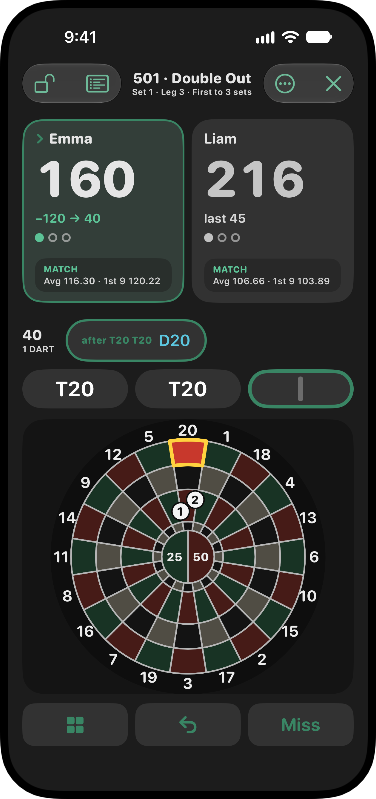 9:41
501 · Double Out
Set 1 · Leg 3 · First to 3 sets
Emma
160
−120 → 40
MATCH
Avg 116.30 · 1st 9 120.22
Liam
216
last 45
MATCH
Avg 106.66 · 1st 9 103.89
40
1 DART
after T20 T20 D20
T20
T20
20
1
18
4
13
6
10
15
2
17
3
19
7
16
8
11
14
9
12
5
1
2
25
50
Miss